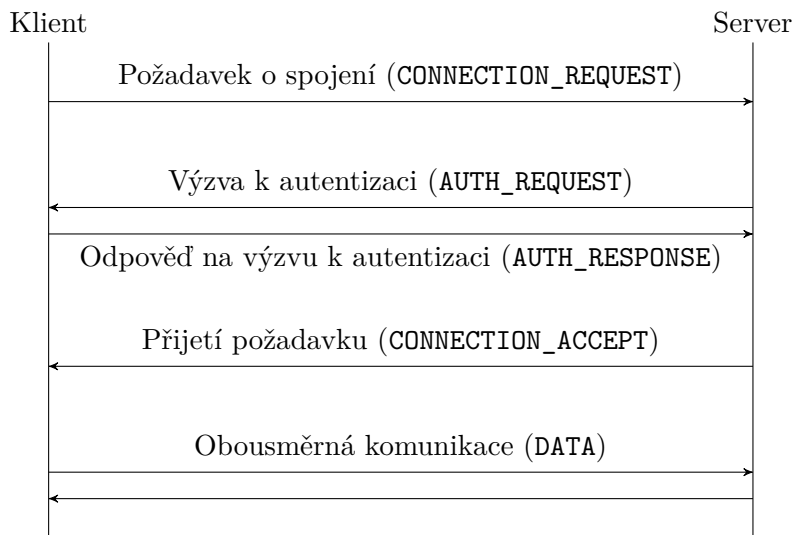 Klient
Server
Požadavek o spojení (CONNECTION_REQUEST)
Výzva k autentizaci (AUTH_REQUEST)
Odpověď na výzvu k autentizaci (AUTH_RESPONSE)
Přijetí požadavku (CONNECTION_ACCEPT)
Obousměrná komunikace (DATA)